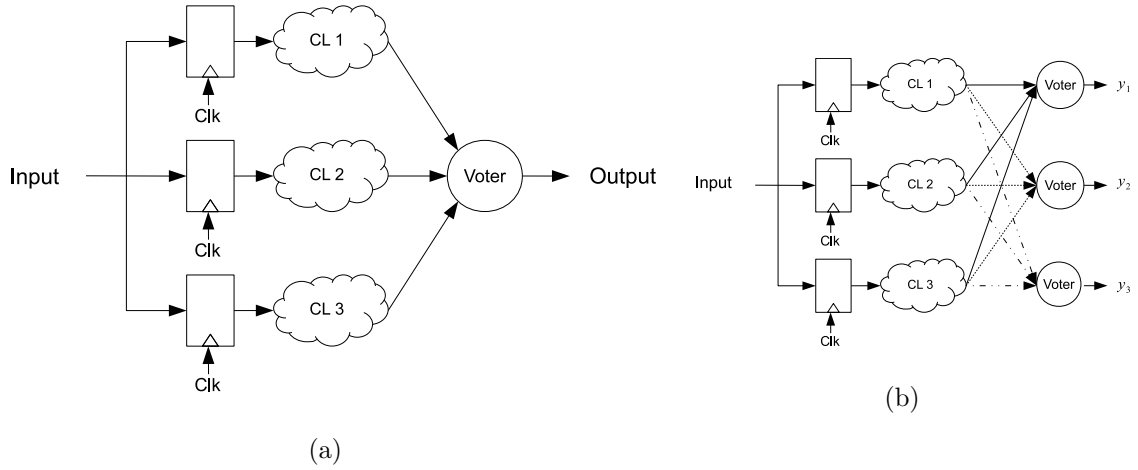 CL 1
Clk
Input
CL 2
Voter
Output
Clk
CL 3
Clk
(a)
CL 1
Voter
y1
Clk
Input
CL 2
Voter
y2
Clk
CL 3
Voter
y3
Clk
(b)